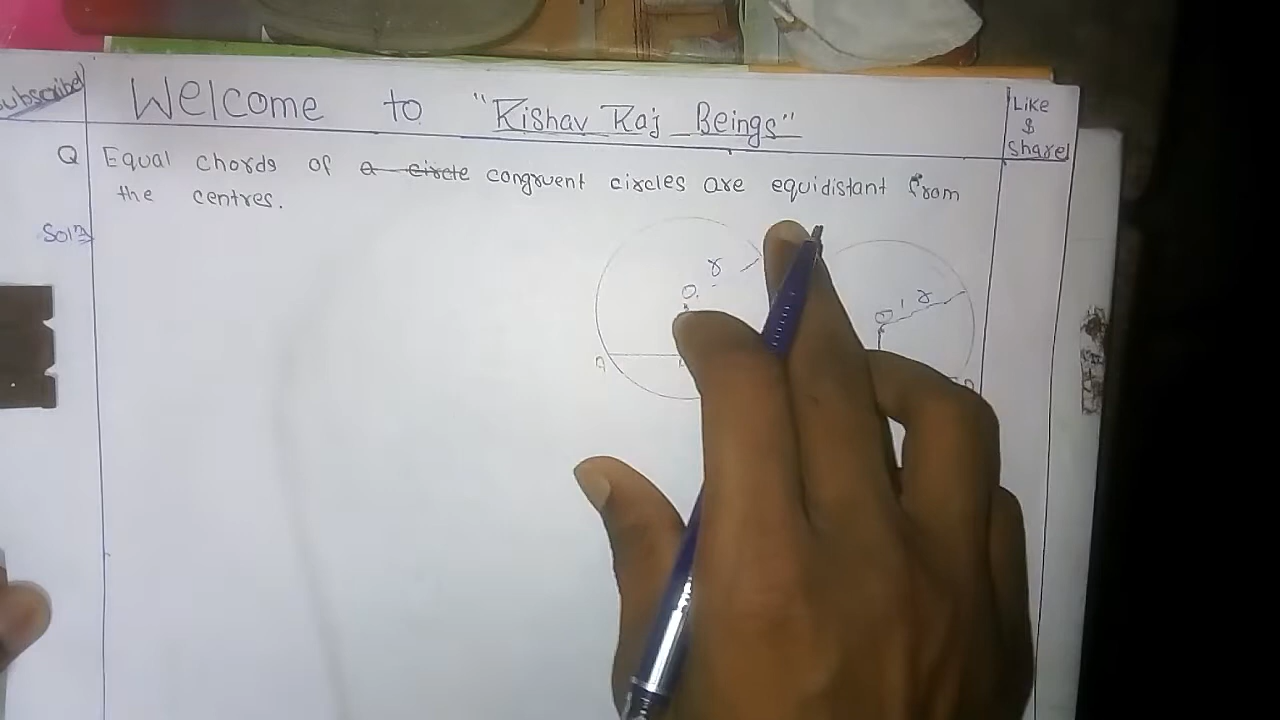 Subscribe
Welcome to "Rishav Raj Beings"
Like
&
Share!
Q Equal chords of a circle congruent circles are equidistant from
the centres.
Soln
r
O
O' r
A